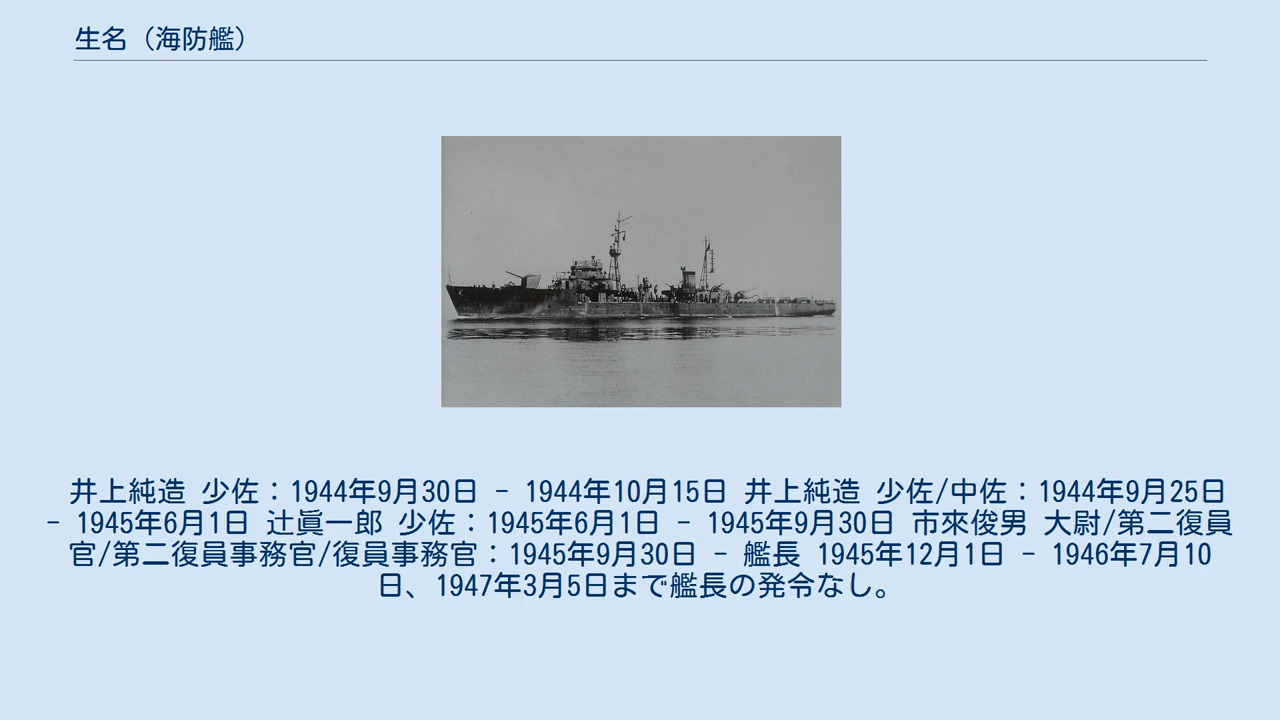 生名（海防艦）
井上純造 少佐：1944年9月30日 - 1944年10月15日 井上純造 少佐/中佐：1944年9月25日
- 1945年6月1日 辻眞一郎 少佐：1945年6月1日 - 1945年9月30日 市來俊男 大尉/第二復員
官/第二復員事務官/復員事務官：1945年9月30日 - 艦長 1945年12月1日 - 1946年7月10
日、1947年3月5日まで艦長の発令なし。